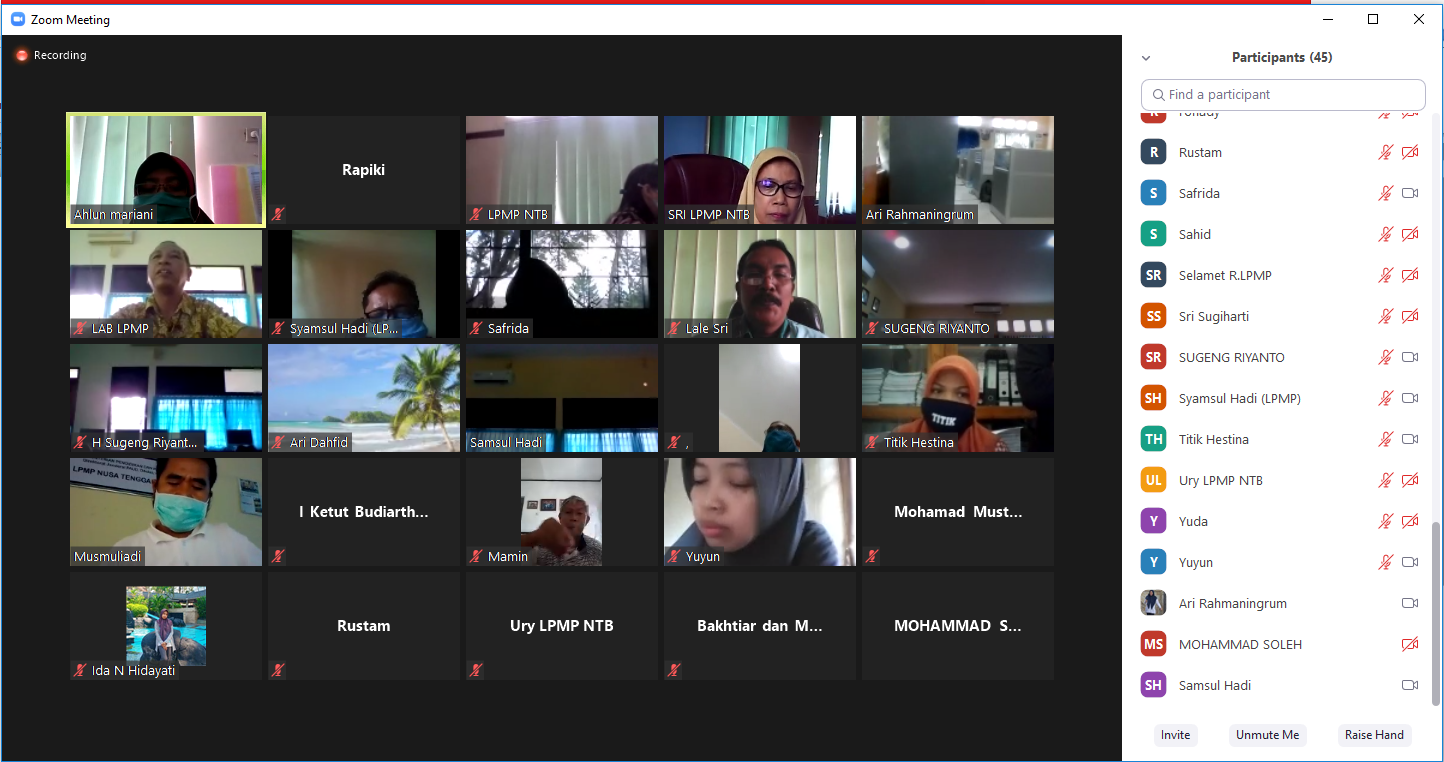 Zoom Meeting
Recording
Ahlun mariani
Rapiki
LPMP NTB
SRI LPMP NTB
Ari Rahmaningrum
LAB LPMP
Syamsul Hadi (LP...
Safrida
Lale Sri
SUGENG RIYANTO
H Sugeng Riyant...
Ari Dahfid
Samsul Hadi
,
TITIK
Titik Hestina
LPMP NUSA TENGGAR
Musmuliadi
I Ketut Budiarth...
Mamin
Yuyun
Mohamad Must...
Ida N Hidayati
Rustam
Ury LPMP NTB
Bakhtiar dan M...
MOHAMMAD S...
Participants (45)
Find a participant
R Rustam
S Safrida
S Sahid
SR Selamet R.LPMP
SS Sri Sugiharti
SR SUGENG RIYANTO
SH Syamsul Hadi (LPMP)
TH Titik Hestina
UL Ury LPMP NTB
Y Yuda
Y Yuyun
Ari Rahmaningrum
MS MOHAMMAD SOLEH
SH Samsul Hadi
Invite Unmute Me Raise Hand